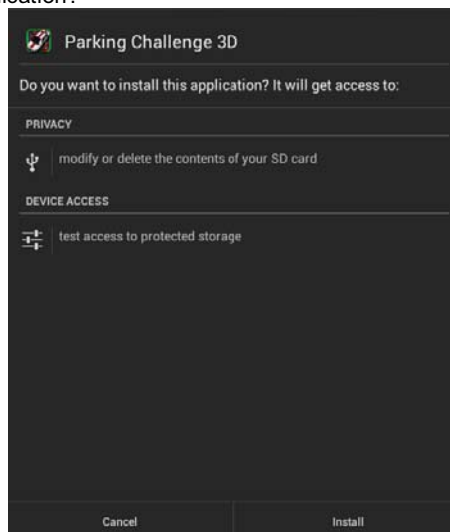 Parking Challenge 3D
Do you want to install this application? It will get access to:
PRIVACY
modify or delete the contents of your SD card
DEVICE ACCESS
test access to protected storage
Cancel
Install